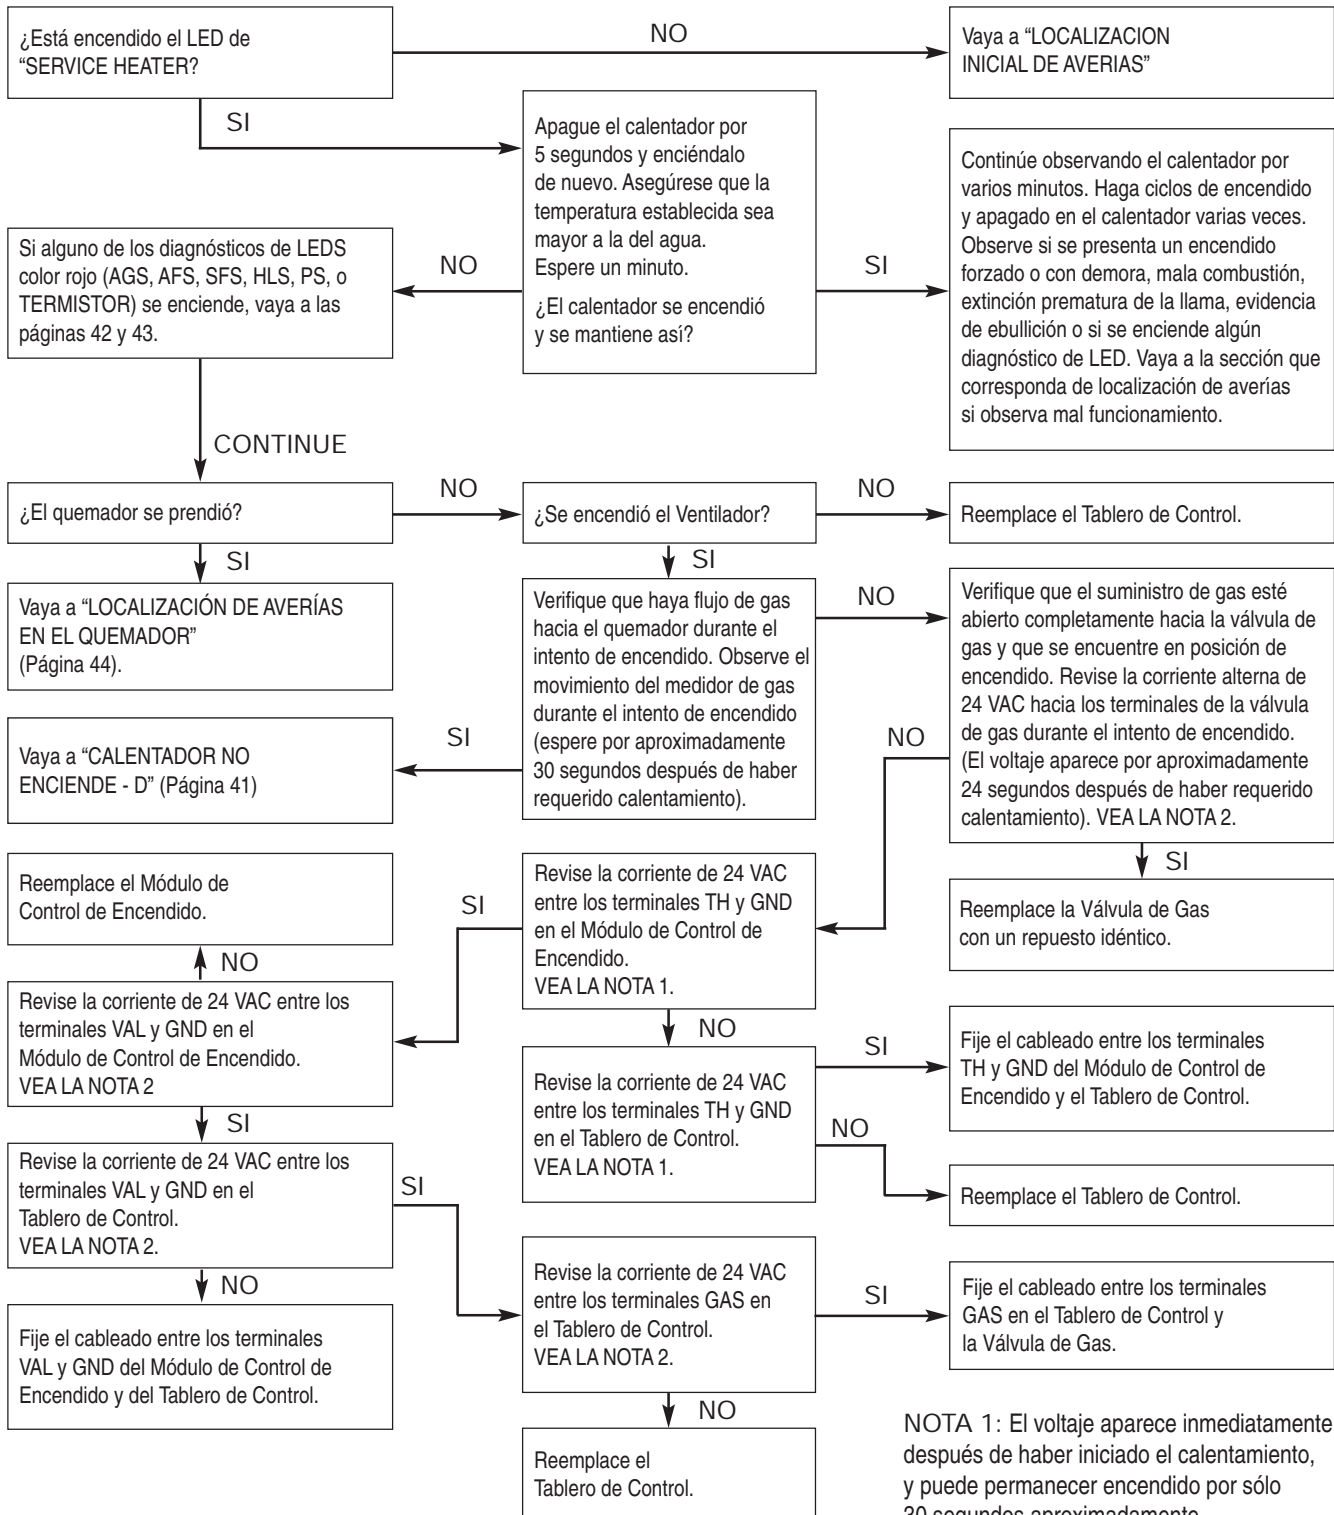 ¿Está encendido el LED de
“SERVICE HEATER?
NO
Vaya a “LOCALIZACION
INICIAL DE AVERIAS”
SI
Apague el calentador por
5 segundos y enciéndalo
de nuevo. Asegúrese que la
temperatura establecida sea
mayor a la del agua.
Espere un minuto.
¿El calentador se encendió
y se mantiene así?
NO
Si alguno de los diagnósticos de LEDS
color rojo (AGS, AFS, SFS, HLS, PS, o
TERMISTOR) se enciende, vaya a las
páginas 42 y 43.
SI
Continúe observando el calentador por
varios minutos. Haga ciclos de encendido
y apagado en el calentador varias veces.
Observe si se presenta un encendido
forzado o con demora, mala combustión,
extinción prematura de la llama, evidencia
de ebullición o si se enciende algún
diagnóstico de LED. Vaya a la sección que
corresponda de localización de averías
si observa mal funcionamiento.
CONTINUE
¿El quemador se prendió?
NO
¿Se encendió el Ventilador?
NO
Reemplace el Tablero de Control.
SI
Vaya a “LOCALIZACIÓN DE AVERÍAS
EN EL QUEMADOR”
(Página 44).
SI
Verifique que haya flujo de gas
hacia el quemador durante el
intento de encendido. Observe el
movimiento del medidor de gas
durante el intento de encendido
(espere por aproximadamente
30 segundos después de haber
requerido calentamiento).
NO
Verifique que el suministro de gas esté
abierto completamente hacia la válvula de
gas y que se encuentre en posición de
encendido. Revise la corriente alterna de
24 VAC hacia los terminales de la válvula
de gas durante el intento de encendido.
(El voltaje aparece por aproximadamente
24 segundos después de haber requerido
calentamiento). VEA LA NOTA 2.
SI
Vaya a “CALENTADOR NO
ENCIENDE - D” (Página 41)
NO
SI
Reemplace la Válvula de Gas
con un repuesto idéntico.
Revise la corriente de 24 VAC
entre los terminales TH y GND
en el Módulo de Control de
Encendido.
VEA LA NOTA 1.
SI
Reemplace el Módulo de
Control de Encendido.
NO
Revise la corriente de 24 VAC entre los
terminales VAL y GND en el
Módulo de Control de Encendido.
VEA LA NOTA 2
NO
Revise la corriente de 24 VAC
entre los terminales TH y GND
en el Tablero de Control.
VEA LA NOTA 1.
SI
Fije el cableado entre los terminales
TH y GND del Módulo de Control de
Encendido y el Tablero de Control.
NO
Reemplace el Tablero de Control.
SI
Revise la corriente de 24 VAC entre los
terminales VAL y GND en el
Tablero de Control.
VEA LA NOTA 2.
SI
Revise la corriente de 24 VAC
entre los terminales GAS en
el Tablero de Control.
VEA LA NOTA 2.
SI
Fije el cableado entre los terminales
GAS en el Tablero de Control y
la Válvula de Gas.
NO
Fije el cableado entre los terminales
VAL y GND del Módulo de Control de
Encendido y del Tablero de Control.
NO
Reemplace el
Tablero de Control.
NOTA 1: El voltaje aparece inmediatamente
después de haber iniciado el calentamiento,
y puede permanecer encendido por sólo
30 segundos aproximadamente